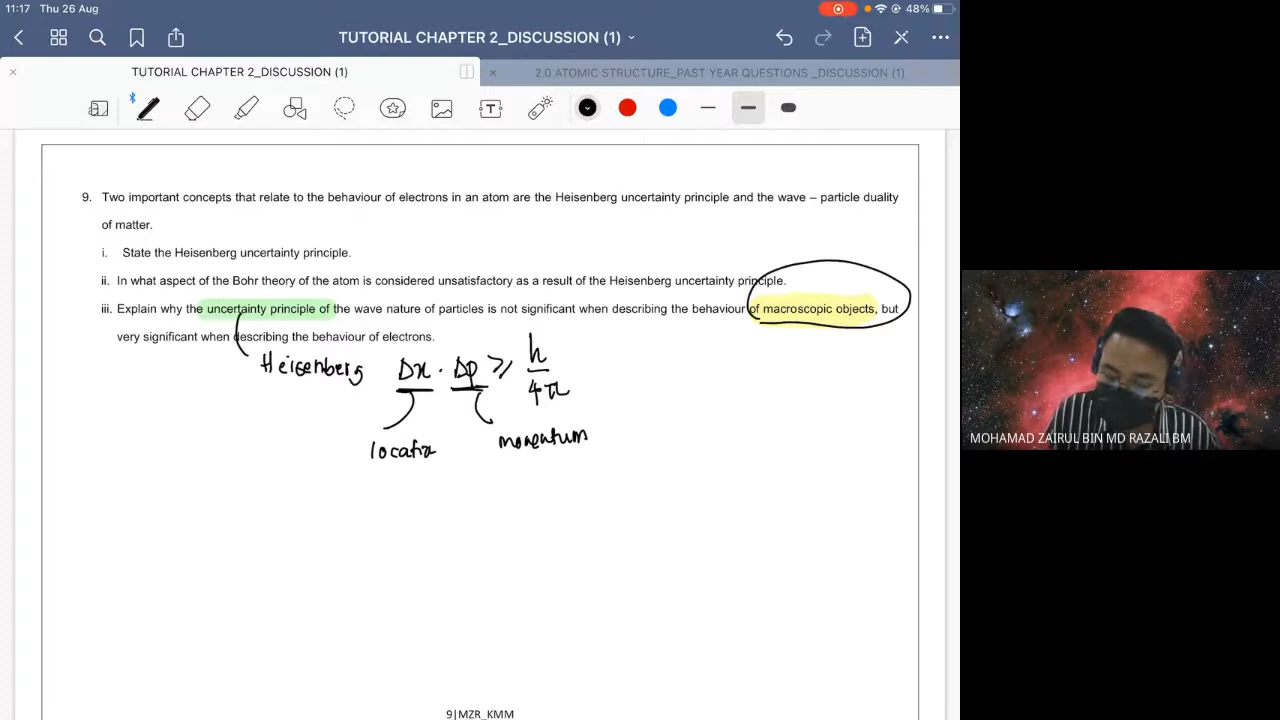 11:17 Thu 26 Aug
48%
TUTORIAL CHAPTER 2_DISCUSSION (1)
TUTORIAL CHAPTER 2_DISCUSSION (1)
2.0 ATOMIC STRUCTURE_PAST YEAR QUESTIONS _DISCUSSION (1)
9. Two important concepts that relate to the behaviour of electrons in an atom are the Heisenberg uncertainty principle and the wave – particle duality
of matter.
i. State the Heisenberg uncertainty principle.
ii. In what aspect of the Bohr theory of the atom is considered unsatisfactory as a result of the Heisenberg uncertainty principle.
iii. Explain why the uncertainty principle of the wave nature of particles is not significant when describing the behaviour of macroscopic objects, but
very significant when describing the behaviour of electrons.
Heisenberg Δx · Δp ⩾ h
4π
momentum
MOHAMAD ZAIRUL BIN MD RAZALI BM
9|MZR_KMM